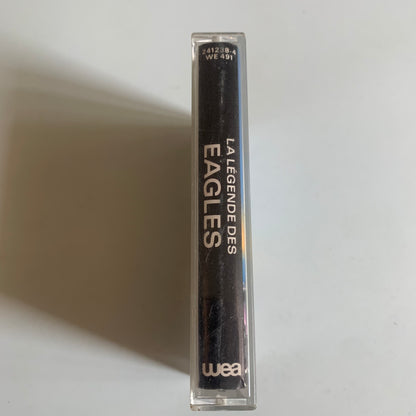 241238-4
WE 491
LA LÉGENDE DES
EAGLES
wea